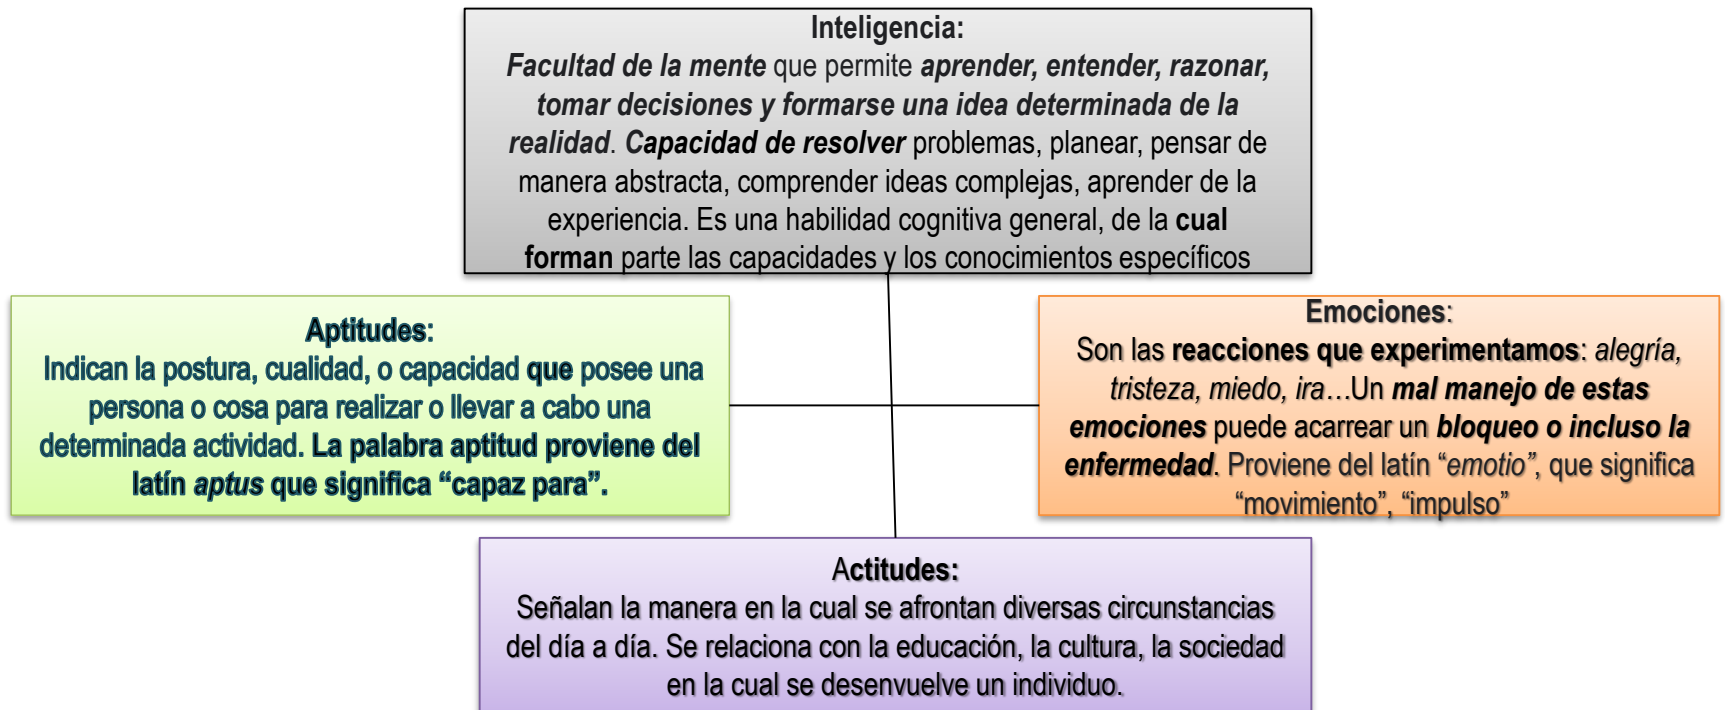 Inteligencia:
Facultad de la mente que permite aprender, entender, razonar,
tomar decisiones y formarse una idea determinada de la
realidad. Capacidad de resolver problemas, planear, pensar de
manera abstracta, comprender ideas complejas, aprender de la
experiencia. Es una habilidad cognitiva general, de la cual
forman parte las capacidades y los conocimientos específicos
Aptitudes:
Indican la postura, cualidad, o capacidad que posee una
persona o cosa para realizar o llevar a cabo una
determinada actividad. La palabra aptitud proviene del
latín aptus que significa “capaz para”.
Emociones:
Son las reacciones que experimentamos: alegría,
tristeza, miedo, ira…Un mal manejo de estas
emociones puede acarrear un bloqueo o incluso la
enfermedad. Proviene del latín “emotio”, que significa
“movimiento”, “impulso”
Actitudes:
Señalan la manera en la cual se afrontan diversas circunstancias
del día a día. Se relaciona con la educación, la cultura, la sociedad
en la cual se desenvuelve un individuo.